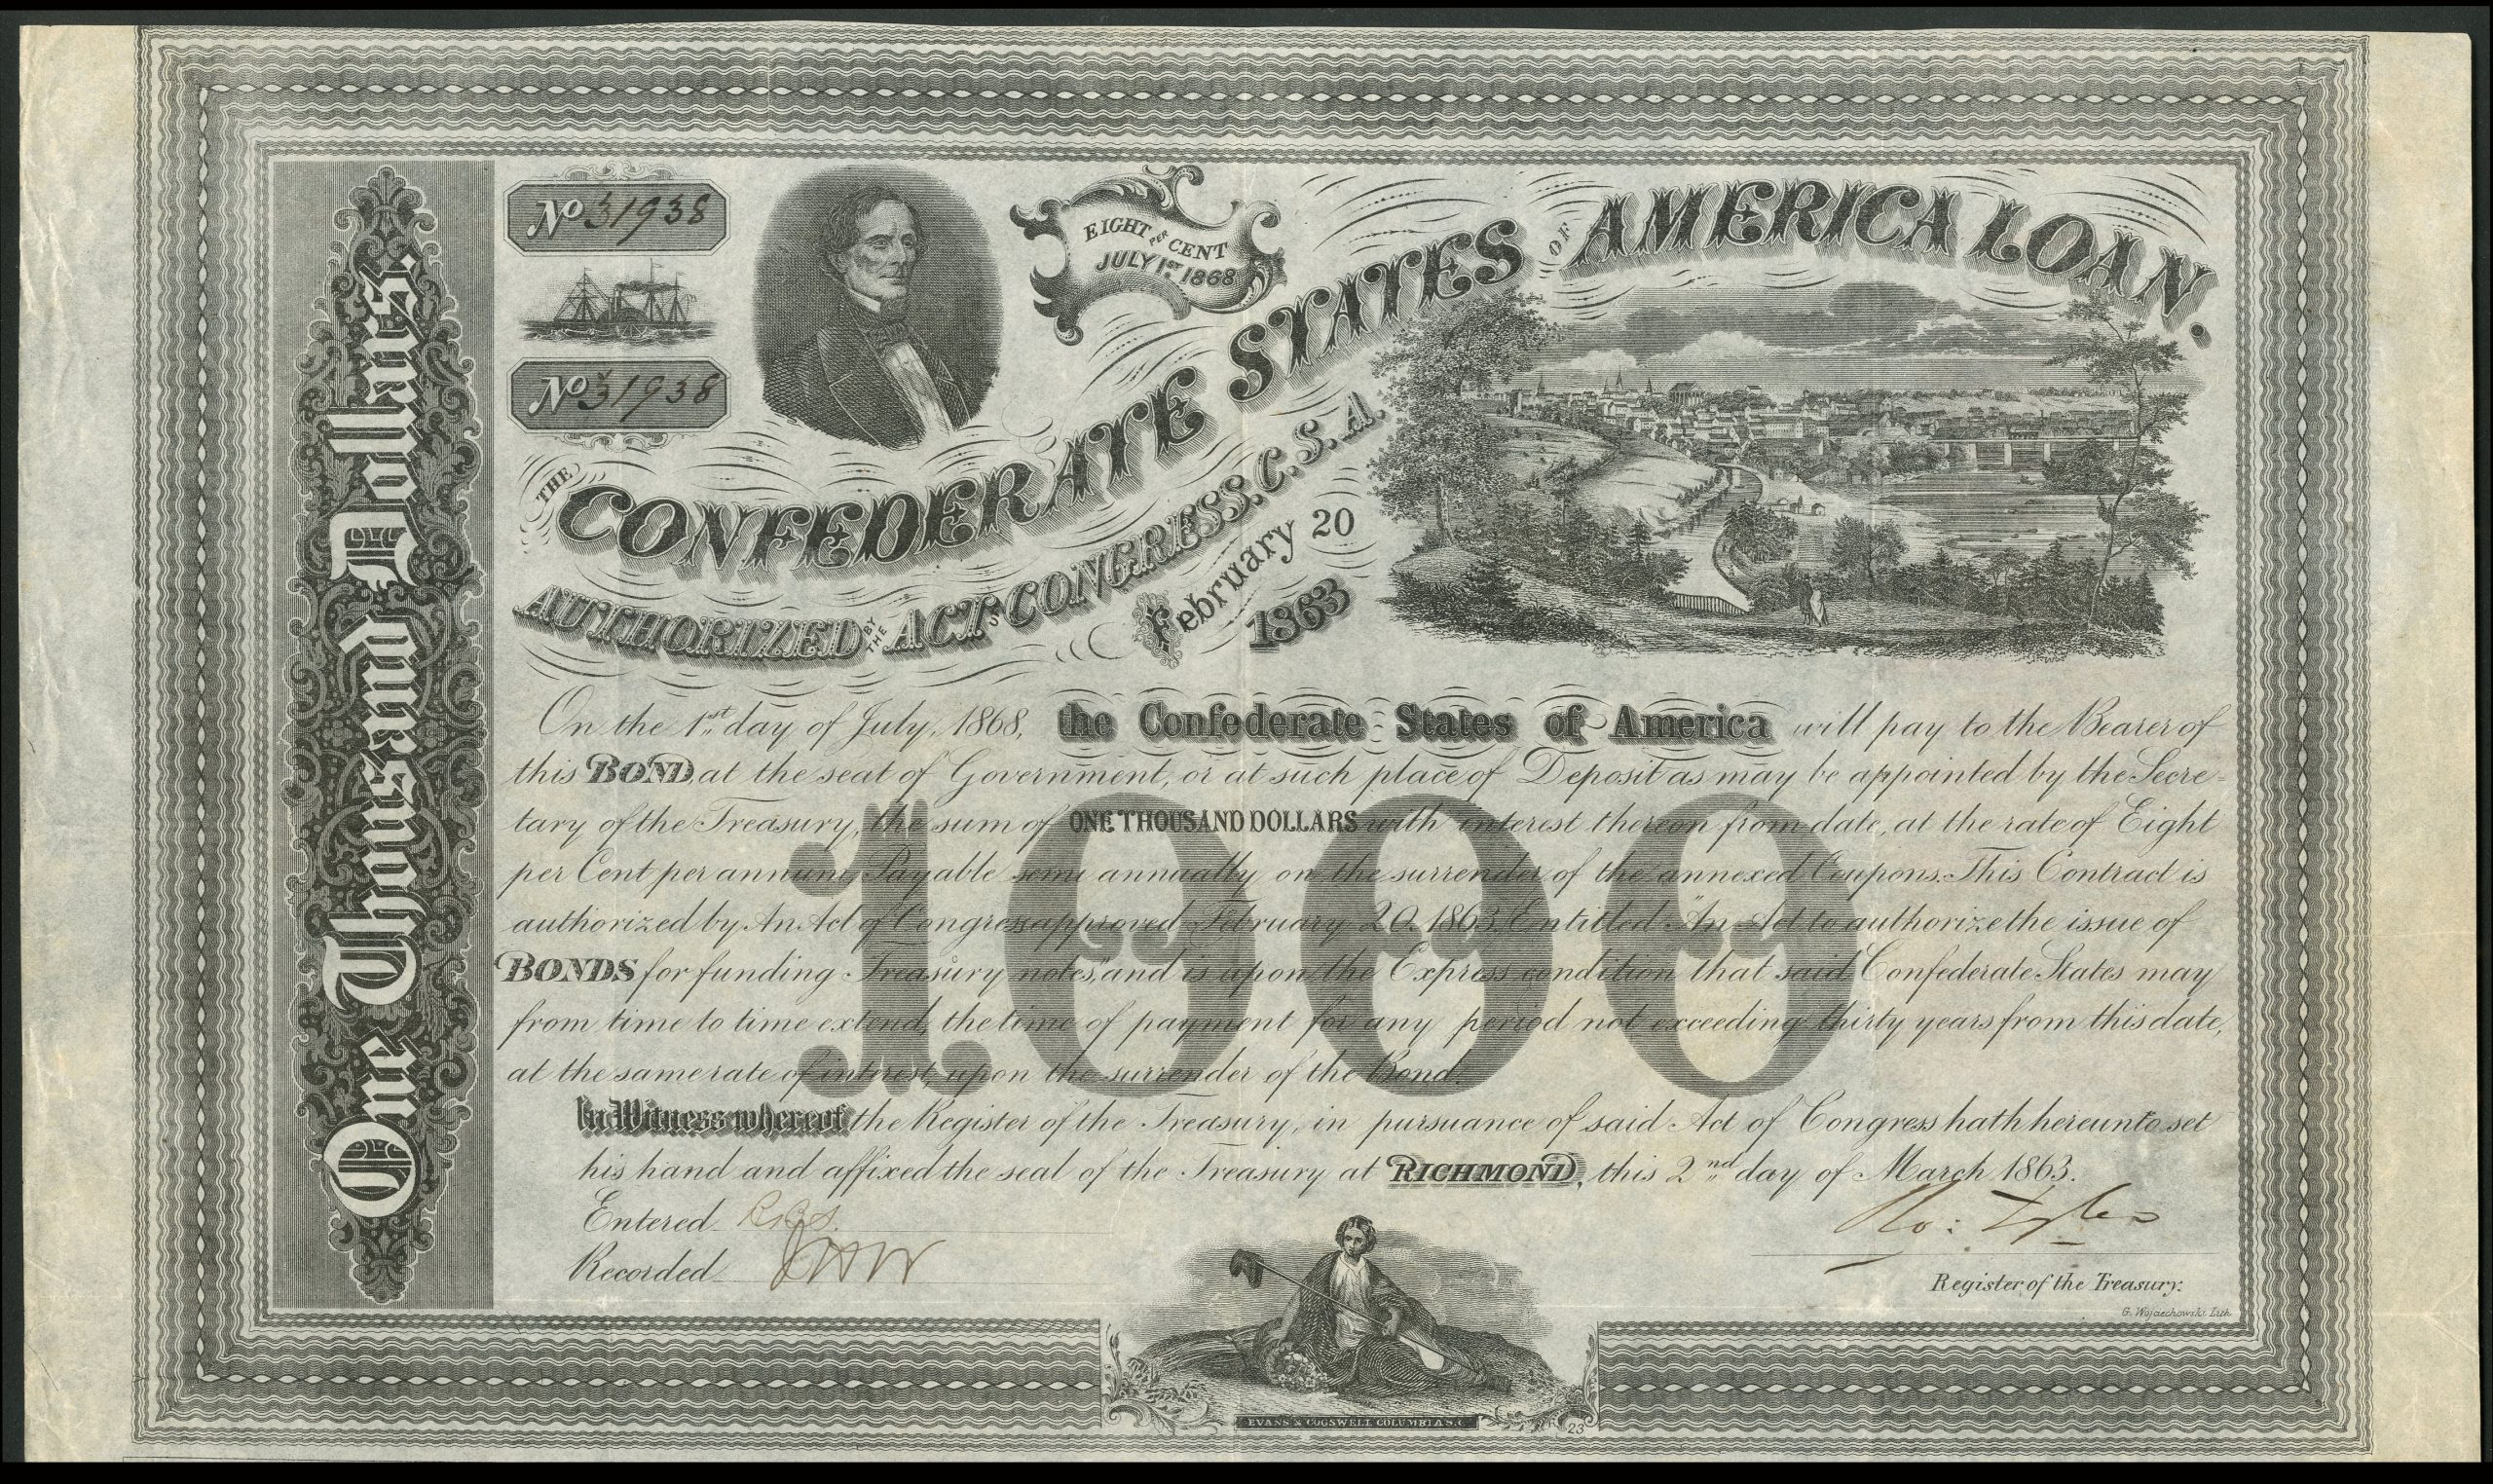 One Thousand Dollars.
No 31938
No 31938
EIGHT PER CENT
JULY 1ST 1868
THE CONFEDERATE STATES OF AMERICA LOAN.
AUTHORIZED BY THE ACT OF CONGRESS, C. S. A.
February 20
1863
On the 1st day of July, 1868, the Confederate States of America will pay to the Bearer of
this BOND, at the seat of Government, or at such place of Deposit as may be appointed by the Secre-
tary of the Treasury, the sum of ONE THOUSAND DOLLARS with interest thereon from date, at the rate of Eight
per Cent per annum, Payable semi annually on the surrender of the annexed Coupons. This Contract is
authorized by An Act of Congress approved February 20. 1863, Entitled "An Act to authorize the issue of
BONDS for funding Treasury notes," and is upon the Express condition that said Confederate States may
from time to time extend, the time of payment for any period not exceeding thirty years from this date,
at the same rate of interest, upon the surrender of the Bond.
1000
In Witness whereof the Register of the Treasury, in pursuance of said Act of Congress hath hereunto set
his hand and affixed the seal of the Treasury at RICHMOND, this 2nd day of March 1863.
Entered
Recorded
Ro: Tyler
Register of the Treasury.
G. Wojciechowski Lith.
EVANS & COGSWELL COLUMBIA S.C.
23